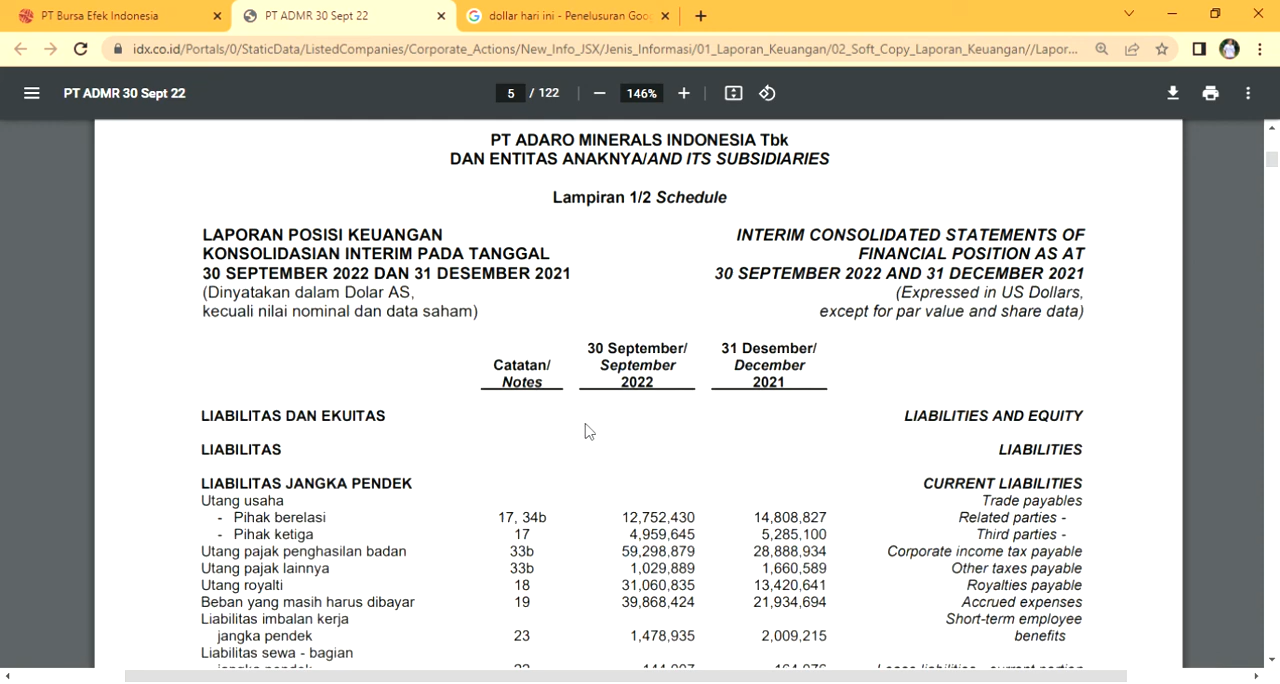 PT Bursa Efek Indonesia
PT ADMR 30 Sept 22
dollar hari ini - Penelusuran Goo
idx.co.id/Portals/0/StaticData/ListedCompanies/Corporate_Actions/New_Info_JSX/Jenis_Informasi/01_Laporan_Keuangan/02_Soft_Copy_Laporan_Keuangan//Lapor...
PT ADMR 30 Sept 22
5 / 122
146%
PT ADARO MINERALS INDONESIA Tbk
DAN ENTITAS ANAKNYA/AND ITS SUBSIDIARIES
Lampiran 1/2 Schedule
LAPORAN POSISI KEUANGAN
KONSOLIDASIAN INTERIM PADA TANGGAL
30 SEPTEMBER 2022 DAN 31 DESEMBER 2021
(Dinyatakan dalam Dolar AS,
kecuali nilai nominal dan data saham)
INTERIM CONSOLIDATED STATEMENTS OF
FINANCIAL POSITION AS AT
30 SEPTEMBER 2022 AND 31 DECEMBER 2021
(Expressed in US Dollars,
except for par value and share data)
Catatan/
Notes
30 September/
September
2022
31 Desember/
December
2021
LIABILITAS DAN EKUITAS LIABILITIES AND EQUITY
LIABILITAS LIABILITIES
LIABILITAS JANGKA PENDEK CURRENT LIABILITIES
Utang usaha Trade payables
- Pihak berelasi 17, 34b 12,752,430 14,808,827 Related parties -
- Pihak ketiga 17 4,959,645 5,285,100 Third parties -
Utang pajak penghasilan badan 33b 59,298,879 28,888,934 Corporate income tax payable
Utang pajak lainnya 33b 1,029,889 1,660,589 Other taxes payable
Utang royalti 18 31,060,835 13,420,641 Royalties payable
Beban yang masih harus dibayar 19 39,868,424 21,934,694 Accrued expenses
Liabilitas imbalan kerja Short-term employee
jangka pendek 23 1,478,935 2,009,215 benefits
Liabilitas sewa - bagian